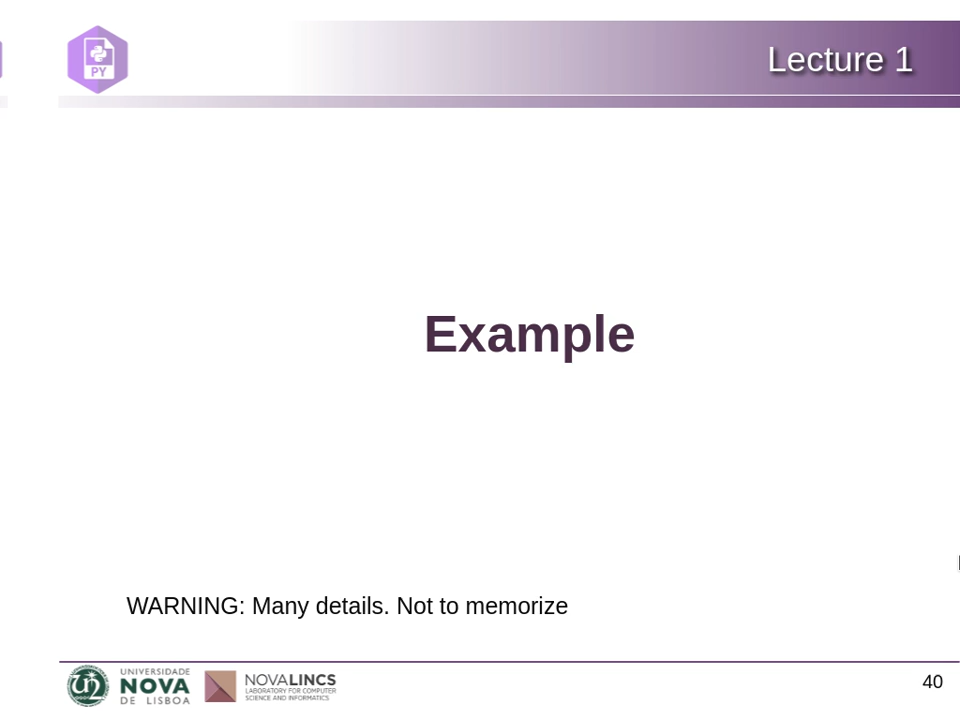 PY
Lecture 1
Example
WARNING: Many details. Not to memorize
UNIVERSIDADE
NOVA
DE LISBOA
NOVALINCS
LABORATORY FOR COMPUTER
SCIENCE AND INFORMATICS
40